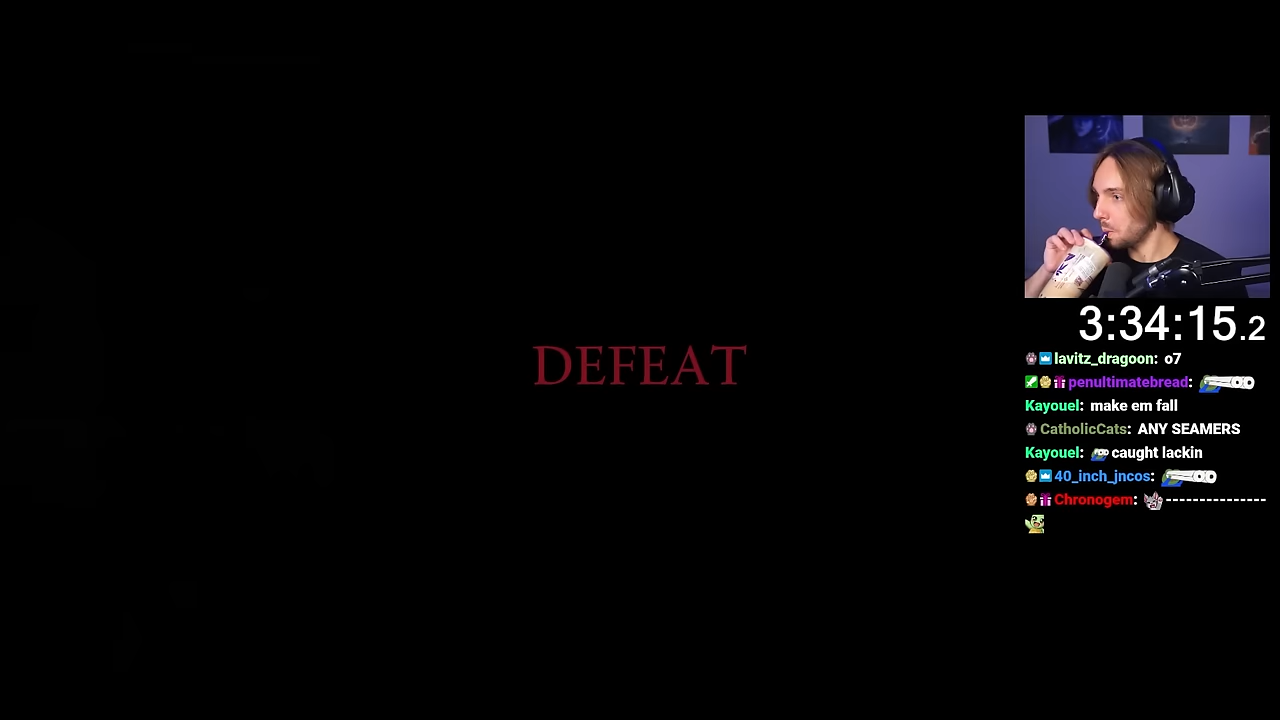 DEFEAT
3:34:15.2
lavitz_dragoon: o7
penultimatebread:
Kayouel: make em fall
CatholicCats: ANY SEAMERS
Kayouel: caught lackin
40_inch_jncos:
Chronogem: ---------------